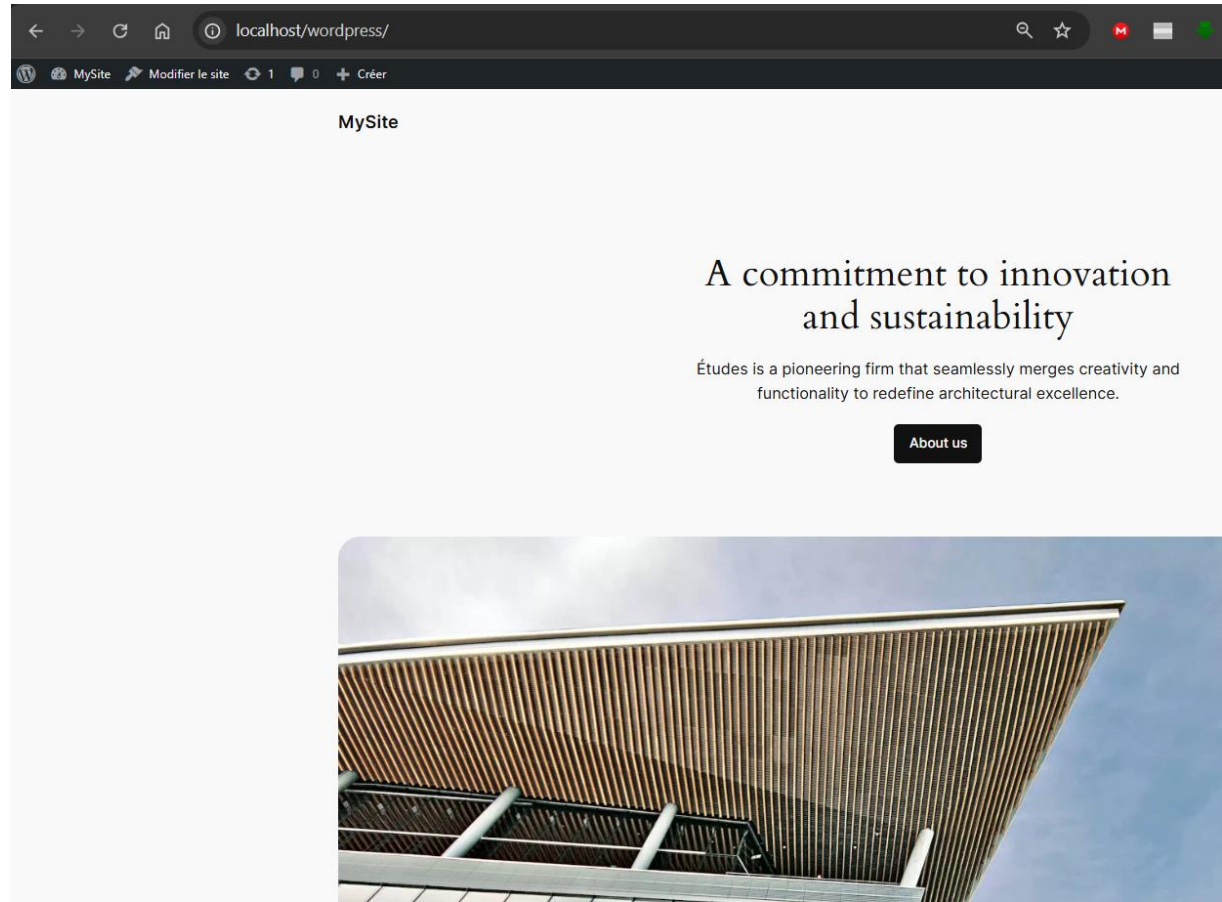 localhost/wordpress/
M
MySite Modifier le site 1 0 Créer
MySite
A commitment to innovation
and sustainability
Études is a pioneering firm that seamlessly merges creativity and
functionality to redefine architectural excellence.
About us